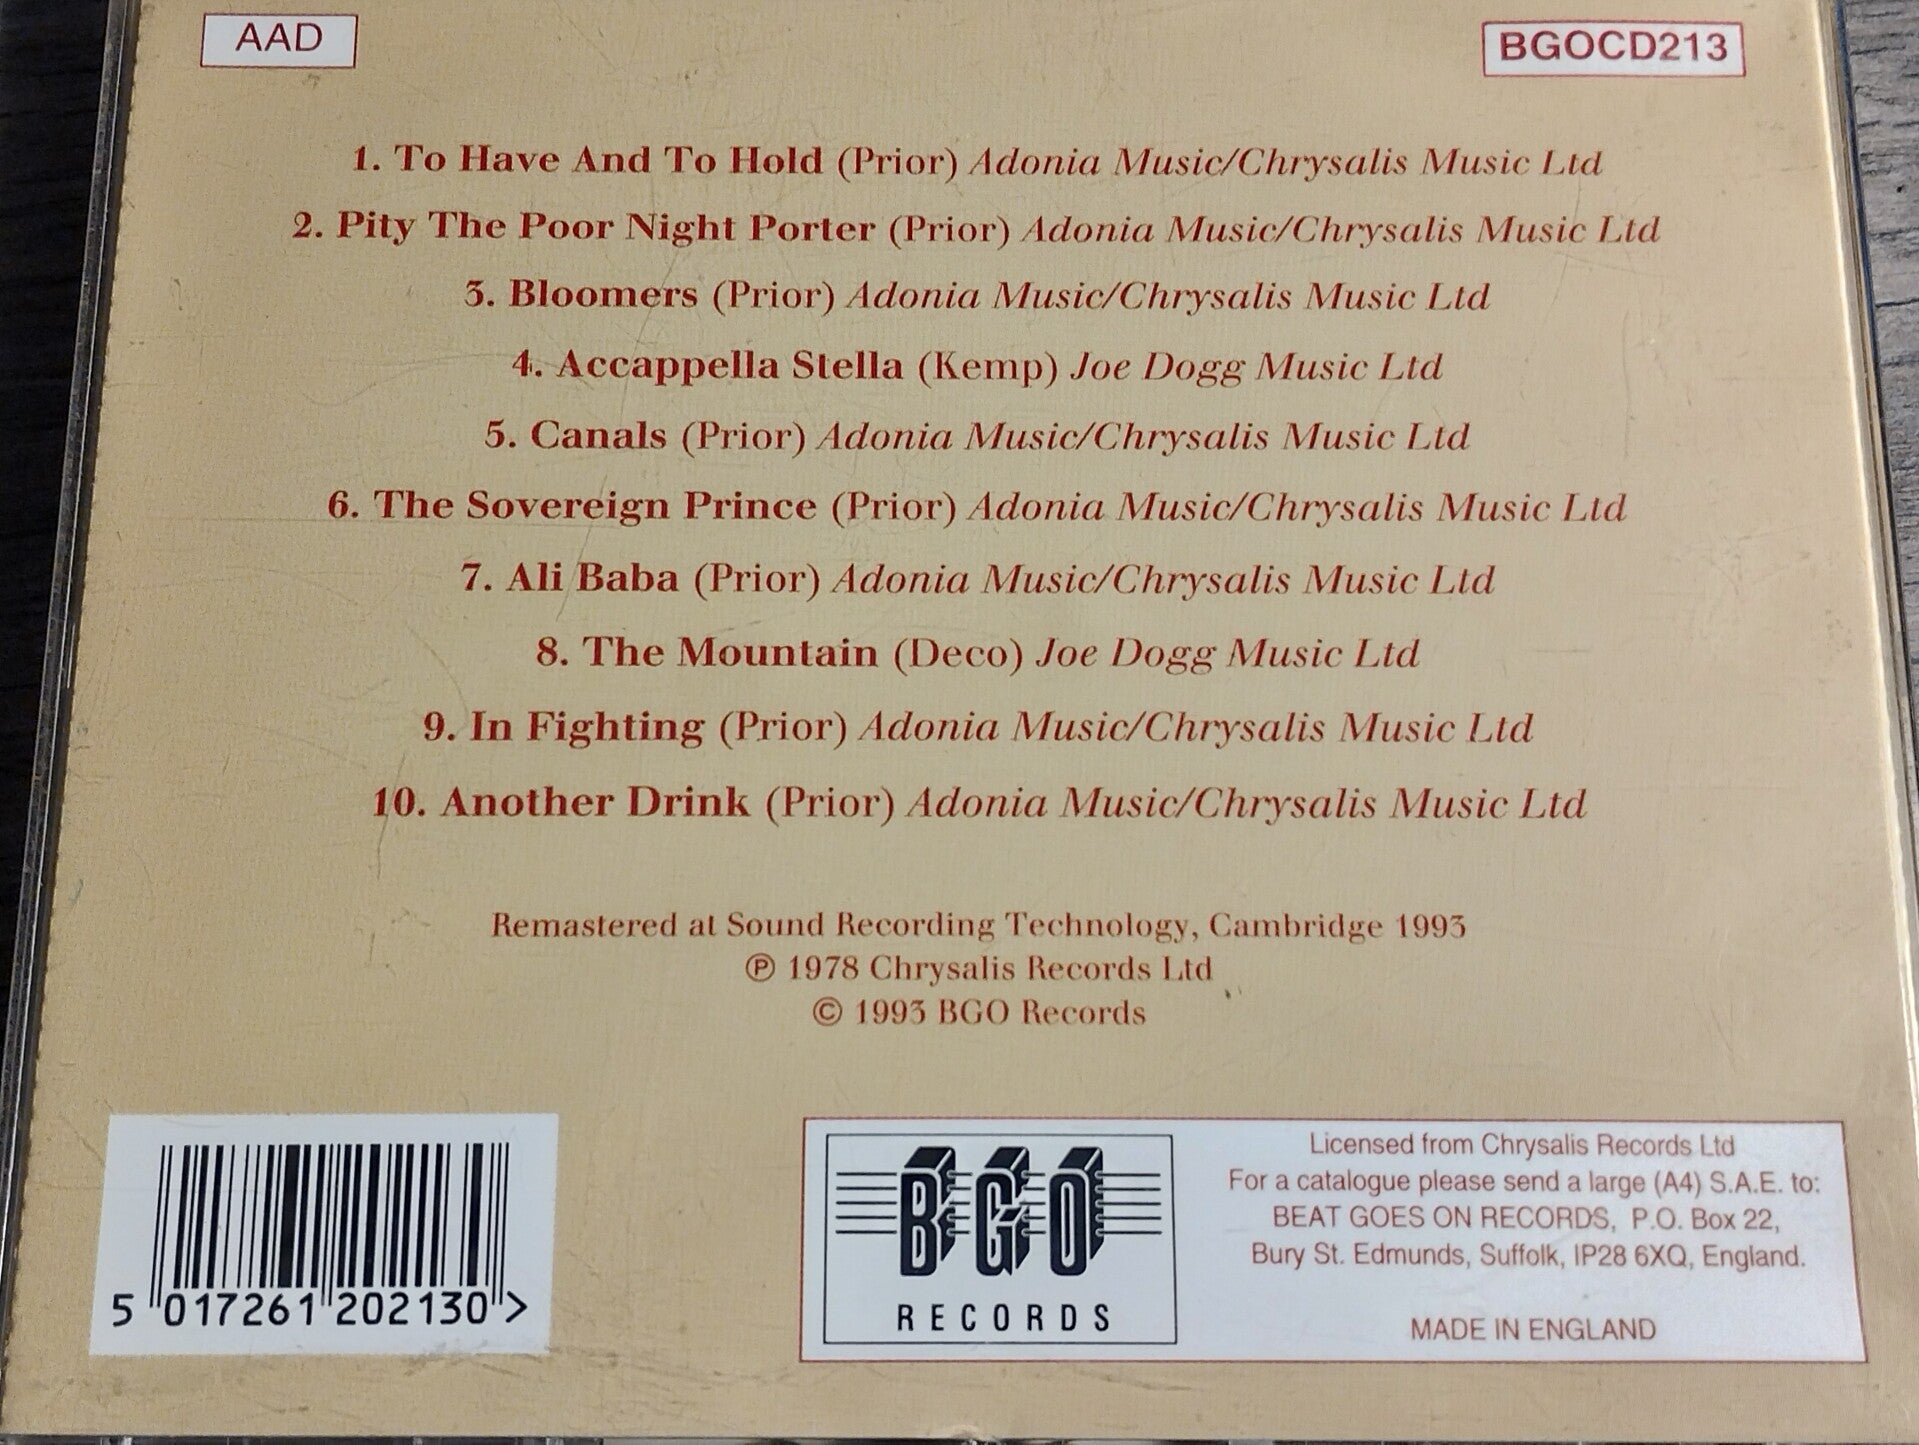 AAD
BGOCD213
1. To Have And To Hold (Prior) Adonia Music/Chrysalis Music Ltd
2. Pity The Poor Night Porter (Prior) Adonia Music/Chrysalis Music Ltd
3. Bloomers (Prior) Adonia Music/Chrysalis Music Ltd
4. Accappella Stella (Kemp) Joe Dogg Music Ltd
5. Canals (Prior) Adonia Music/Chrysalis Music Ltd
6. The Sovereign Prince (Prior) Adonia Music/Chrysalis Music Ltd
7. Ali Baba (Prior) Adonia Music/Chrysalis Music Ltd
8. The Mountain (Deco) Joe Dogg Music Ltd
9. In Fighting (Prior) Adonia Music/Chrysalis Music Ltd
10. Another Drink (Prior) Adonia Music/Chrysalis Music Ltd
Remastered at Sound Recording Technology, Cambridge 1993
℗ 1978 Chrysalis Records Ltd
© 1993 BGO Records
5 017261 202130 >
BGO
RECORDS
Licensed from Chrysalis Records Ltd
For a catalogue please send a large (A4) S.A.E. to:
BEAT GOES ON RECORDS, P.O. Box 22,
Bury St. Edmunds, Suffolk, IP28 6XQ, England.
MADE IN ENGLAND